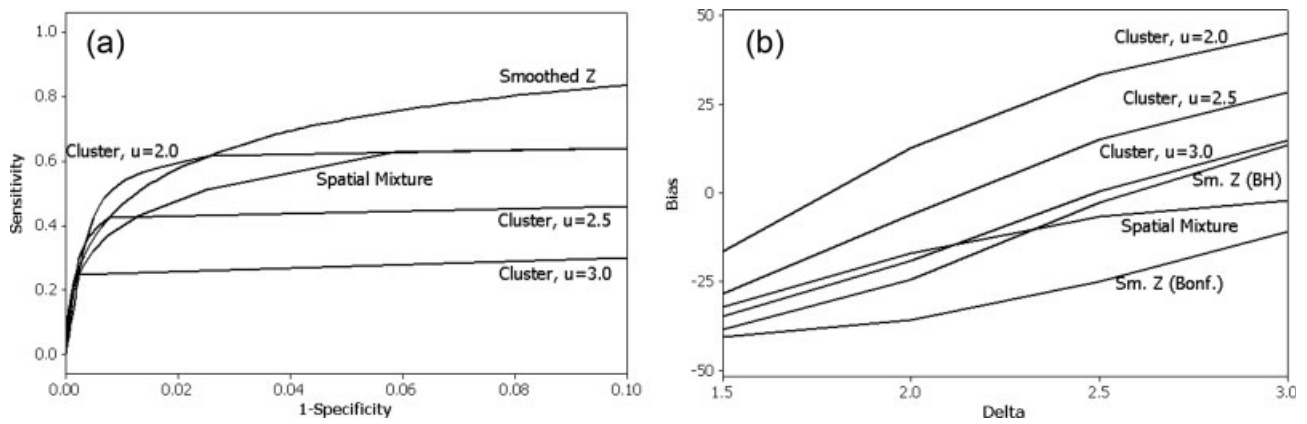 (a)
1.0
0.8
0.6
0.4
0.2
0.0
Sensitivity
Smoothed Z
Cluster, u=2.0
Spatial Mixture
Cluster, u=2.5
Cluster, u=3.0
0.00 0.02 0.04 0.06 0.08 0.10
1-Specificity
(b)
50
25
0
-25
-50
Bias
Cluster, u=2.0
Cluster, u=2.5
Cluster, u=3.0
Sm. Z (BH)
Spatial Mixture
Sm. Z (Bonf.)
1.5 2.0 2.5 3.0
Delta